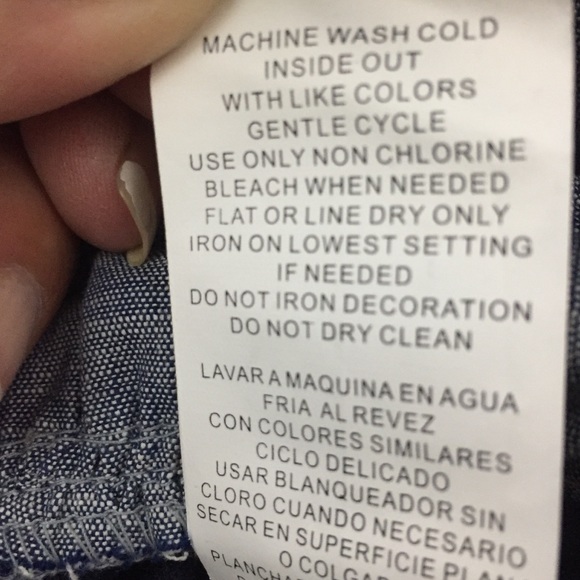 MACHINE WASH COLD
INSIDE OUT
WITH LIKE COLORS
GENTLE CYCLE
USE ONLY NON CHLORINE
BLEACH WHEN NEEDED
FLAT OR LINE DRY ONLY
IRON ON LOWEST SETTING
IF NEEDED
DO NOT IRON DECORATION
DO NOT DRY CLEAN
LAVAR A MAQUINA EN AGUA
FRIA AL REVEZ
CON COLORES SIMILARES
CICLO DELICADO
USAR BLANQUEADOR SIN
CLORO CUANDO NECESARIO
SECAR EN SUPERFICIE